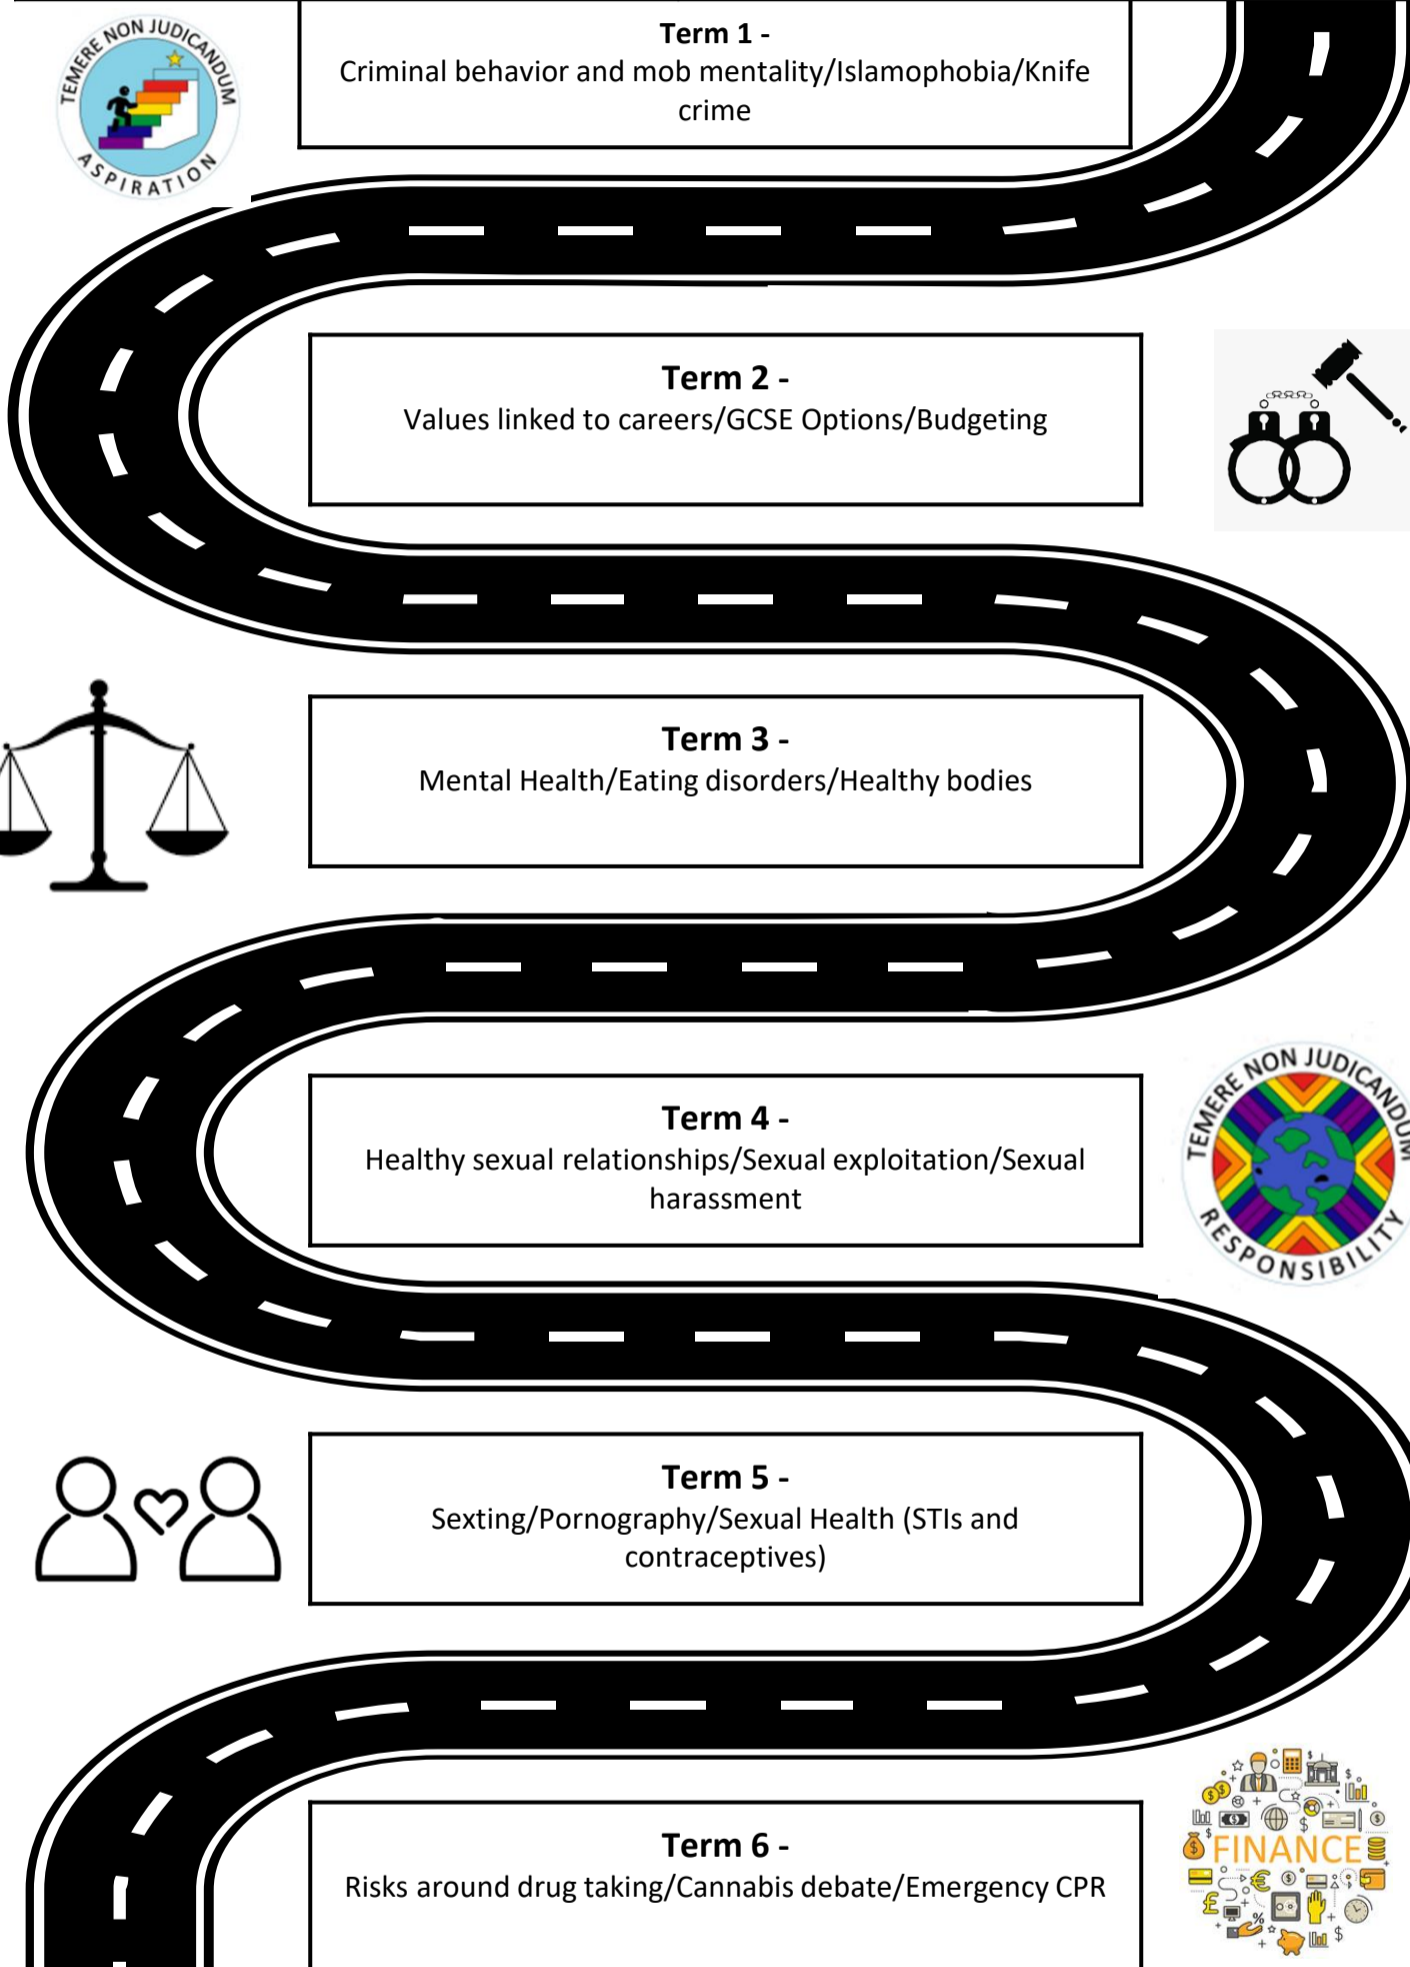 TEMERE NON JUDICANDUM
ASPIRATION
Term 1 -
Criminal behavior and mob mentality/Islamophobia/Knife
crime
Term 2 -
Values linked to careers/GCSE Options/Budgeting
Term 3 -
Mental Health/Eating disorders/Healthy bodies
Term 4 -
Healthy sexual relationships/Sexual exploitation/Sexual
harassment
TEMERE NON JUDICANDUM
RESPONSIBILITY
Term 5 -
Sexting/Pornography/Sexual Health (STIs and
contraceptives)
Term 6 -
Risks around drug taking/Cannabis debate/Emergency CPR
FINANCE